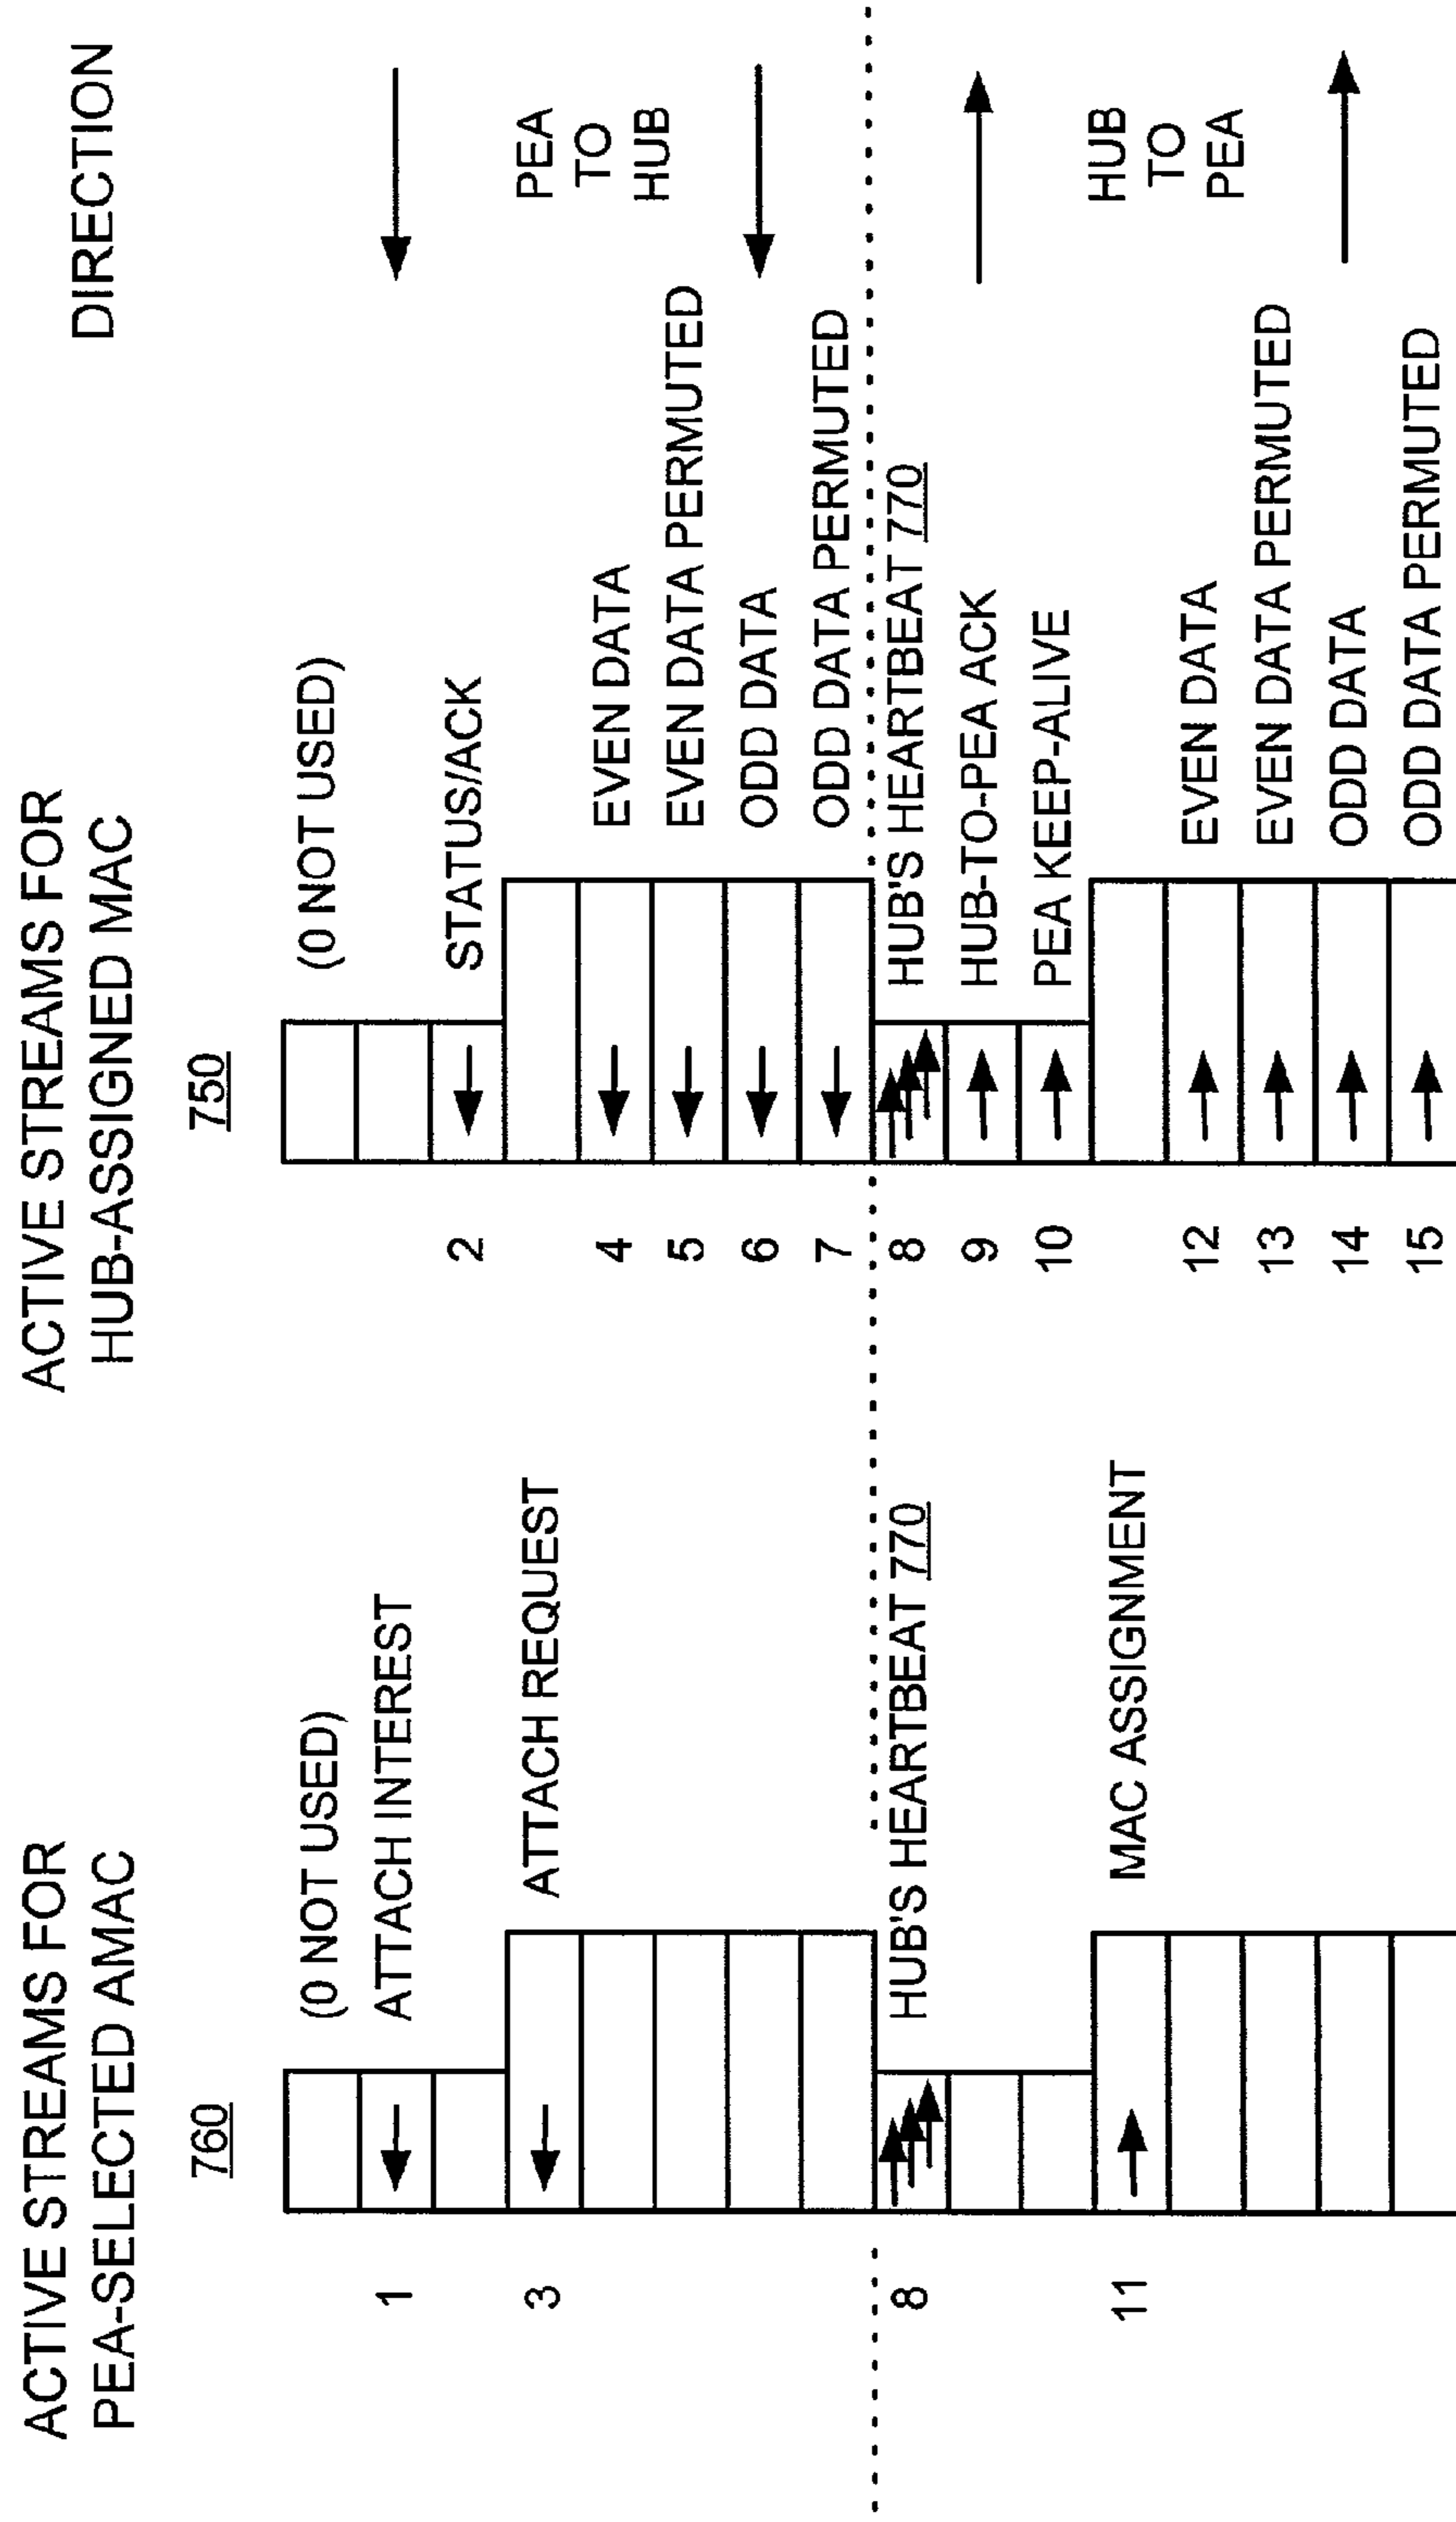 ACTIVE STREAMS FOR
PEA-SELECTED AMAC
760
(0 NOT USED)
1 ATTACH INTEREST
3 ATTACH REQUEST
8 HUB'S HEARTBEAT 770
11 MAC ASSIGNMENT
ACTIVE STREAMS FOR
HUB-ASSIGNED MAC
750
(0 NOT USED)
2 STATUS/ACK
4 EVEN DATA
5 EVEN DATA PERMUTED
6 ODD DATA
7 ODD DATA PERMUTED
8 HUB'S HEARTBEAT 770
9 HUB-TO-PEA ACK
10 PEA KEEP-ALIVE
12 EVEN DATA
13 EVEN DATA PERMUTED
14 ODD DATA
15 ODD DATA PERMUTED
DIRECTION
PEA
TO
HUB
HUB
TO
PEA